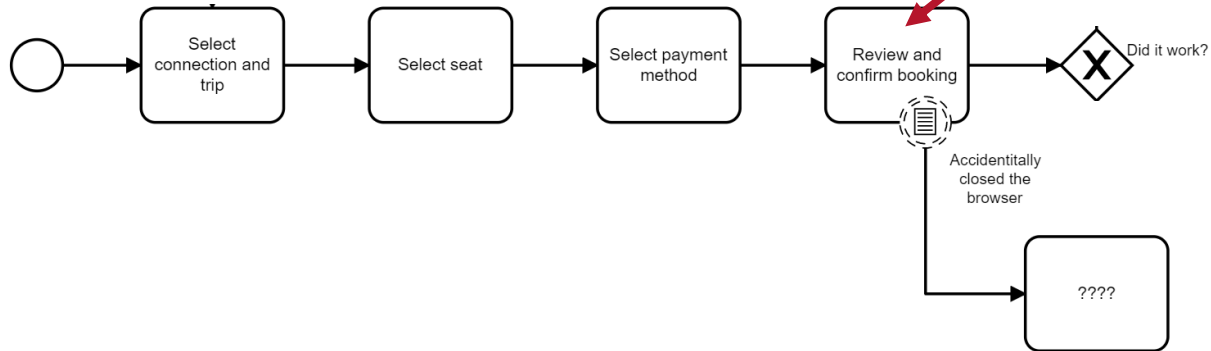 Select
connection and
trip
Select seat
Select payment
method
Review and
confirm booking
X
Did it work?
Accidentitally
closed the
browser
????